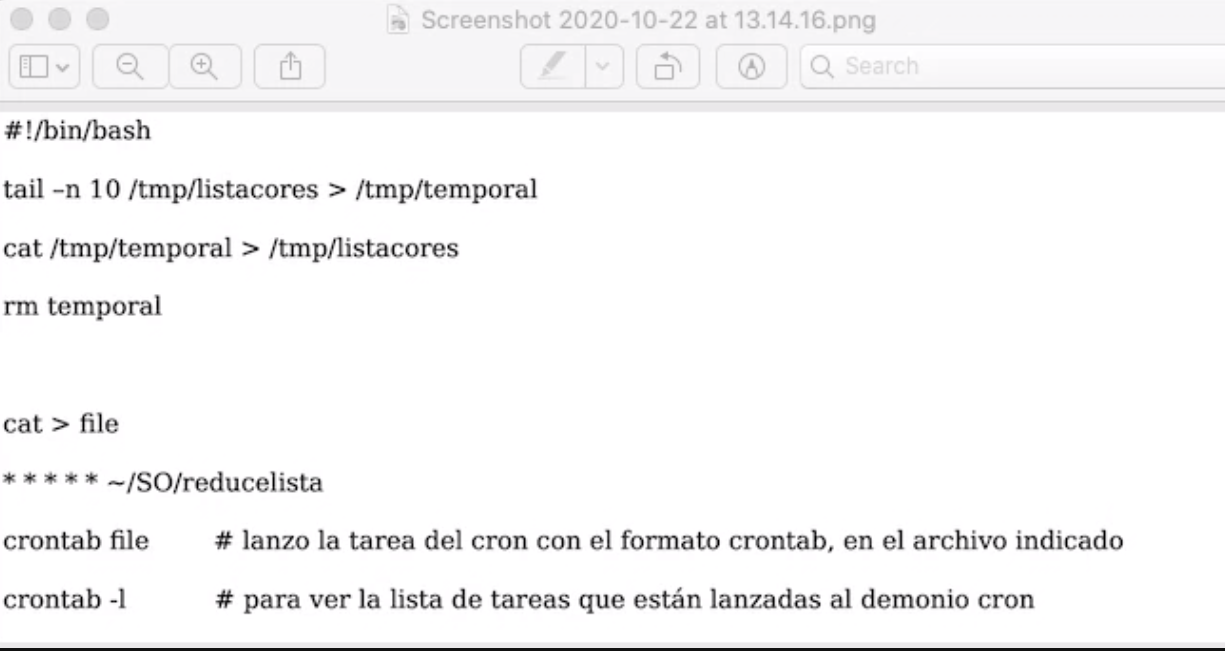 Screenshot 2020-10-22 at 13.14.16.png
Search
#!/bin/bash
tail –n 10 /tmp/listacores > /tmp/temporal
cat /tmp/temporal > /tmp/listacores
rm temporal
cat > file
* * * * * ~/SO/reducelista
crontab file # lanzo la tarea del cron con el formato crontab, en el archivo indicado
crontab -l # para ver la lista de tareas que están lanzadas al demonio cron